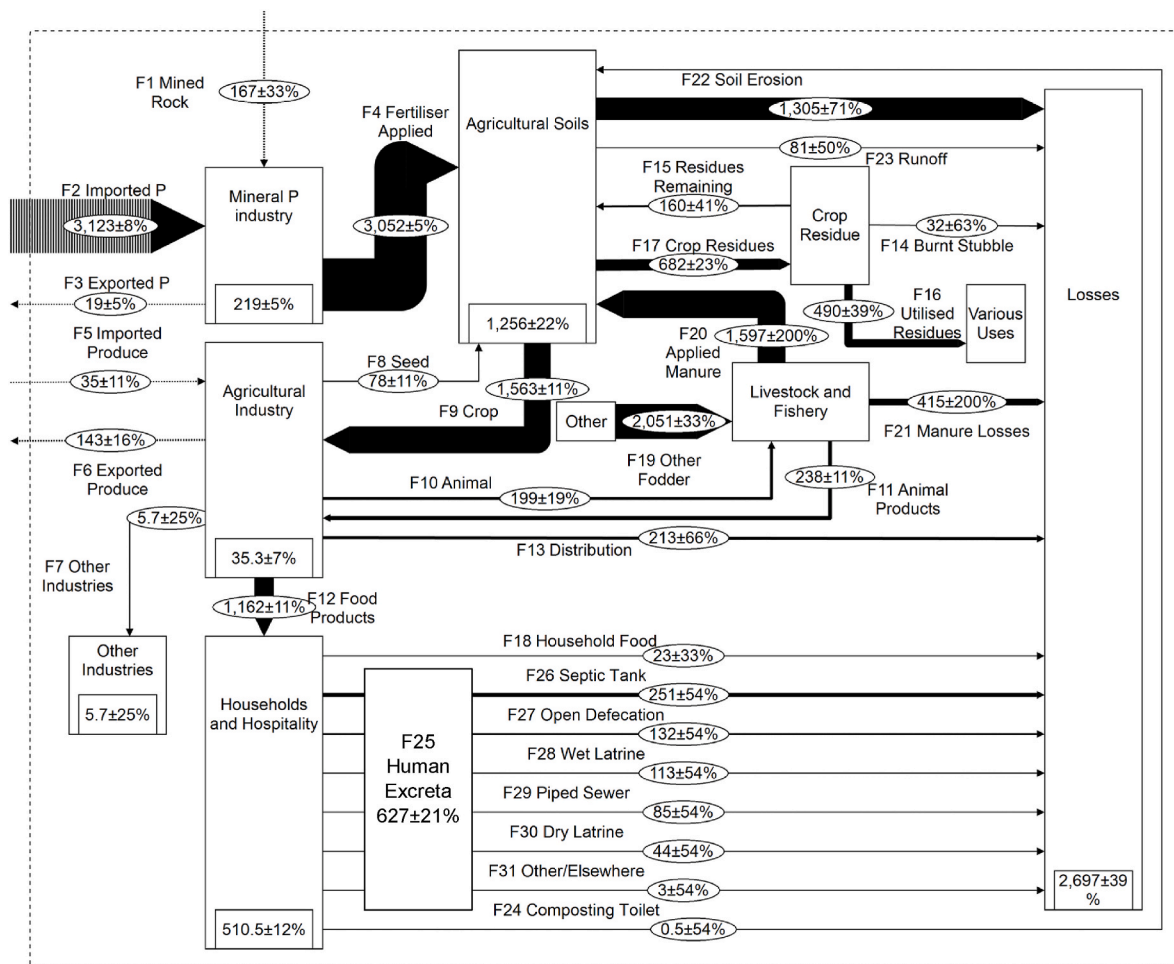 F1 Mined
Rock
167±33%
F2 Imported P
3,123±8%
Mineral P
industry
219±5%
F3 Exported P
19±5%
F4 Fertiliser
Applied
3,052±5%
Agricultural Soils
1,256±22%
F22 Soil Erosion
1,305±71%
81±50%
F23 Runoff
F15 Residues
Remaining
160±41%
F17 Crop Residues
682±23%
Crop
Residue
32±63%
F14 Burnt Stubble
490±39%
F16
Utilised
Residues
Various
Uses
Losses
2,697±39
%
F5 Imported
Produce
35±11%
Agricultural
Industry
35.3±7%
143±16%
F6 Exported
Produce
F8 Seed
78±11%
1,563±11%
F9 Crop
F20
Applied
Manure
1,597±200%
Livestock and
Fishery
415±200%
F21 Manure Losses
Other
2,051±33%
F19 Other
Fodder
F10 Animal
199±19%
238±11%
F11 Animal
Products
F13 Distribution
213±66%
5.7±25%
F7 Other
Industries
Other
Industries
5.7±25%
1,162±11%
F12 Food
Products
Households
and Hospitality
510.5±12%
F25
Human
Excreta
627±21%
F18 Household Food
23±33%
F26 Septic Tank
251±54%
F27 Open Defecation
132±54%
F28 Wet Latrine
113±54%
F29 Piped Sewer
85±54%
F30 Dry Latrine
44±54%
F31 Other/Elsewhere
3±54%
F24 Composting Toilet
0.5±54%